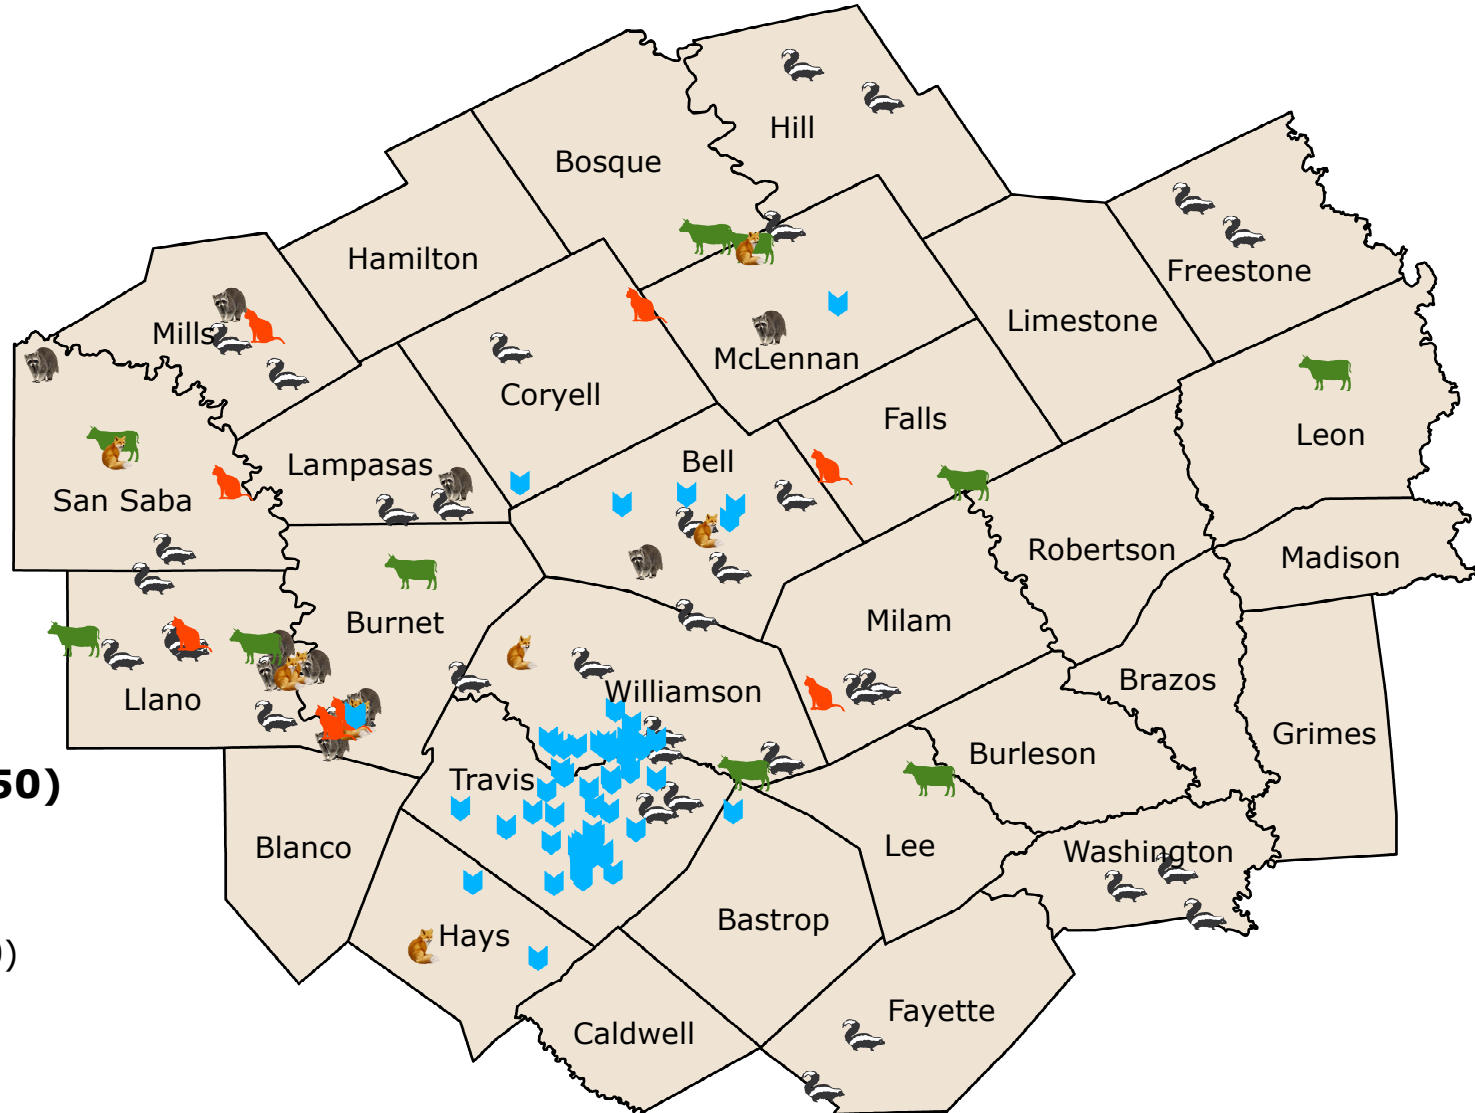 Hill
Bosque
Freestone
Hamilton
Limestone
Mills
McLennan
Coryell
Falls
Leon
Bell
Lampasas
San Saba
Robertson
Madison
Milam
Burnet
Brazos
Williamson
Llano
Grimes
Burleson
Travis
50)
Blanco
Lee
Washington
Bastrop
Hays
)
Fayette
Caldwell